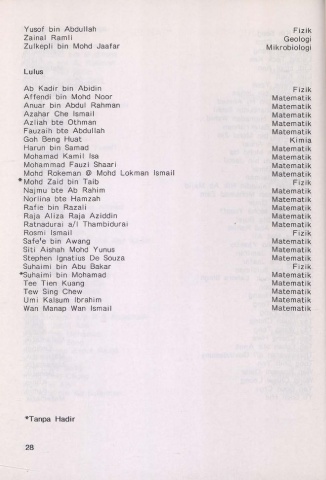 Yusof bin Abdullah Fizik
Zainal Ramli Geologi
Zulkepli bin Mohd Jaafar Mikrobiologi
Lulus
Ab Kadir bin Abidin Fizik
Affendi bin Mohd Noor Matematik
Anuar bin Abdul Rahman Matematik
Azahar Che Ismail Matematik
Azliah bte Othman Matematik
Fauzaih bte Abdullah Matematik
Goh Beng Huat Kimia
Harun bin Samad Matematik
Mohamad Kamil Isa Matematik
Mohammad Fauzi Shaari Matematik
Mohd Rokeman @ Mohd Lokman Ismail Matematik
*Mohd Zaid bin Taib Fizik
Najmu bte Ab Rahim Matematik
Norlina bte Hamzah Matematik
Rafie bin Razali Matematik
Raja Aliza Raja Aziddin Matematik
Ratnadurai a/l Thambidurai Matematik
Rosmi Ismail Fizik
Safe'e bin Awang Matematik
Siti Aishah Mohd Yunus Matematik
Stephen Ignatius De Souza Matematik
Suhaimi bin Abu Bakar Fizik
*Suhaimi bin Mohamad Matematik
Tee Tien Kuang Matematik
Tew Sing Chew Matematik
Umi Kalsum Ibrahim Matematik
Wan Manap Wan Ismail Matematik
*Tanpa Hadir
28